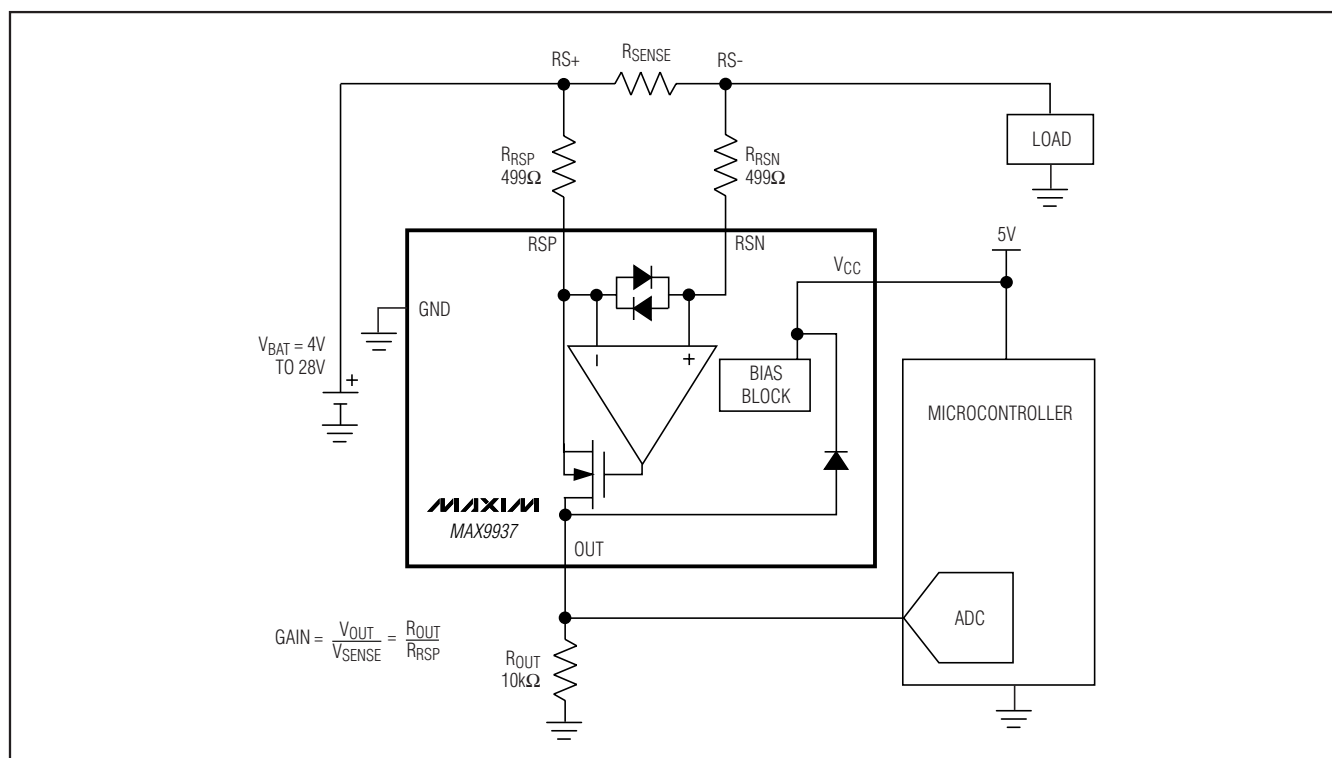 RS+
RSENSE
RS-
LOAD
RRSP
499Ω
RRSN
499Ω
RSP
RSN
5V
VCC
GND
VBAT = 4V
TO 28V
+
-
+
BIAS
BLOCK
MICROCONTROLLER
MAXIM
MAX9937
OUT
ADC
GAIN = VOUT / VSENSE = ROUT / RRSP
ROUT
10kΩ